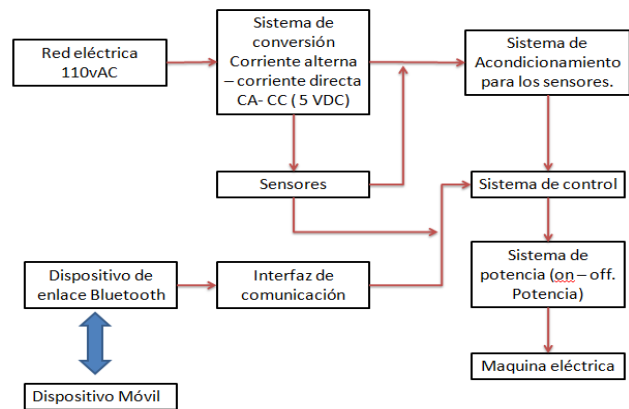 Red eléctrica
110vAC
Sistema de
conversión
Corriente alterna
– corriente directa
CA- CC ( 5 VDC)
Sistema de
Acondicionamiento
para los sensores.
Sensores
Sistema de control
Dispositivo de
enlace Bluetooth
Interfaz de
comunicación
Sistema de
potencia (on – off.
Potencia)
Maquina eléctrica
Dispositivo Móvil